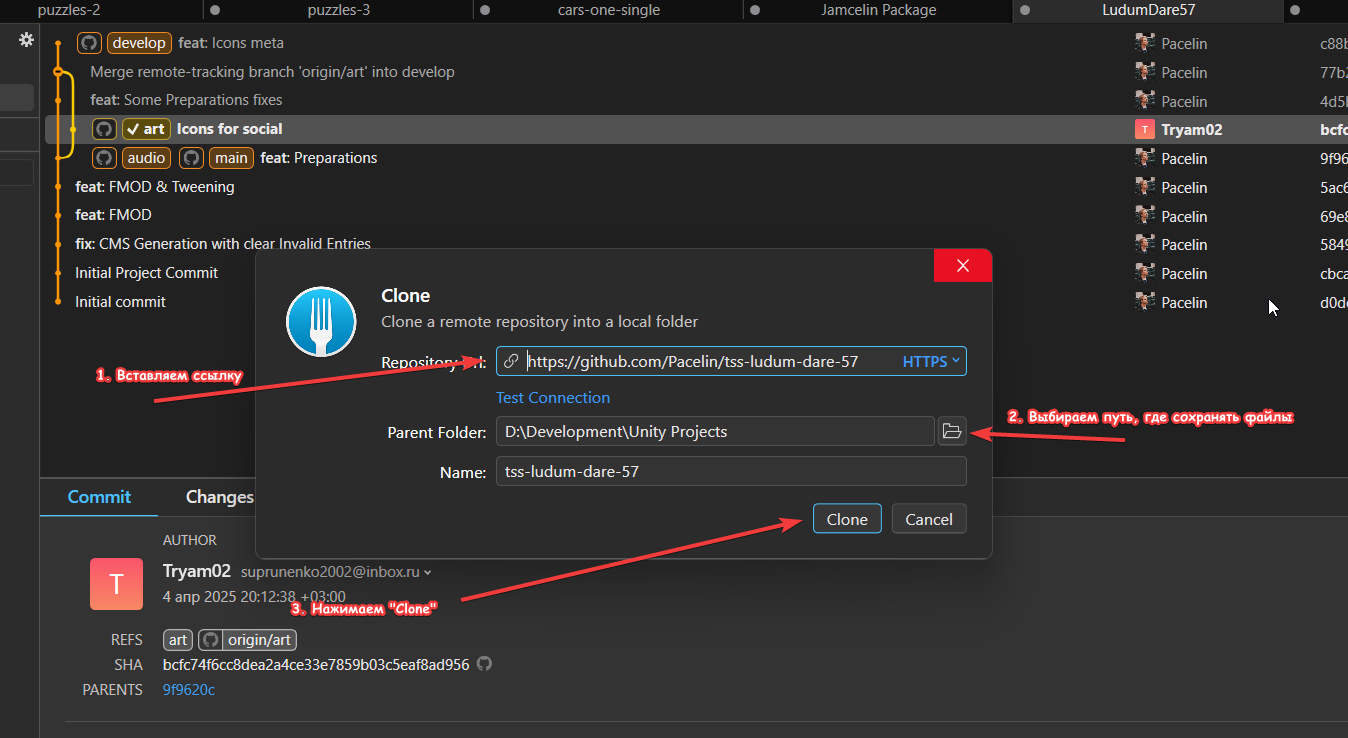 puzzles-2 puzzles-3 cars-one-single Jamcelin Package LudumDare57
develop feat: Icons meta Pacelin c88b
Merge remote-tracking branch 'origin/art' into develop Pacelin 77b2
feat: Some Preparations fixes Pacelin
art Icons for social Tryam02 bcfc
audio main feat: Preparations Pacelin 9f96
feat: FMOD & Tweening Pacelin 5ac6
feat: FMOD Pacelin 69e8
fix: CMS Generation with clear Invalid Entries Pacelin 5849
Initial Project Commit Pacelin cbca
Initial commit Pacelin
Clone
Clone a remote repository into a local folder
Repository Url: https://github.com/Pacelin/tss-ludum-dare-57 HTTPS
1. Вставляем ссылку
Test Connection
2. Выбираем путь, где сохранять файлы
Parent Folder: D:\Development\Unity Projects
Name: tss-ludum-dare-57
Clone Cancel
Commit Changes
AUTHOR
T Tryam02 suprunenko2002@inbox.ru
4 апр 2025 20:12:38 +03:00
3. Нажимаем "Clone"
REFS art origin/art
SHA bcfc74f6cc8dea2a4ce33e7859b03c5eaf8ad956
PARENTS 9f9620c